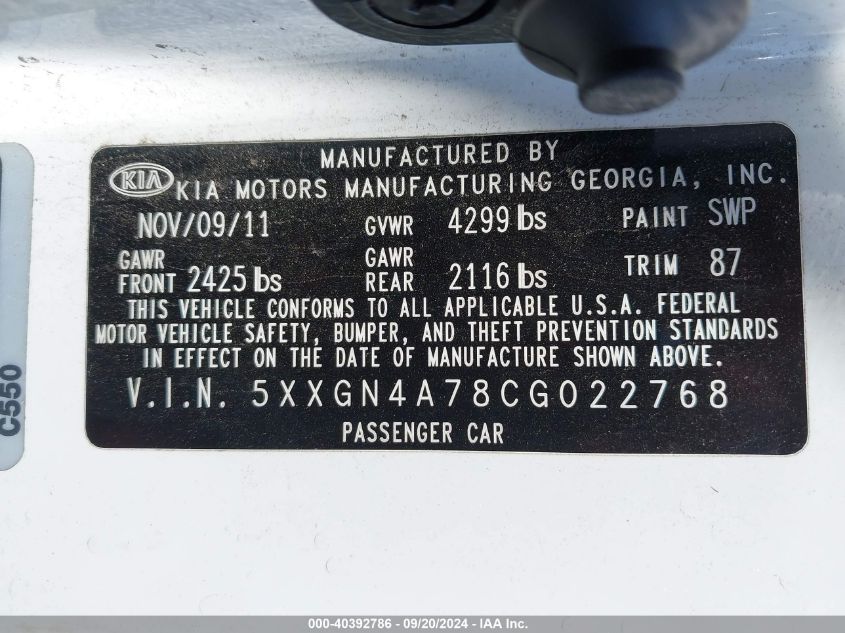 MANUFACTURED BY
KIA KIA MOTORS MANUFACTURING GEORGIA, INC.
NOV/09/11 GVWR 4299 lbs PAINT SWP
GAWR FRONT 2425 lbs GAWR REAR 2116 lbs TRIM 87
THIS VEHICLE CONFORMS TO ALL APPLICABLE U.S.A. FEDERAL
MOTOR VEHICLE SAFETY, BUMPER, AND THEFT PREVENTION STANDARDS
IN EFFECT ON THE DATE OF MANUFACTURE SHOWN ABOVE.
V.I.N. 5XXGN4A78CG022768
PASSENGER CAR
C550
000-40392786 - 09/20/2024 - IAA Inc.